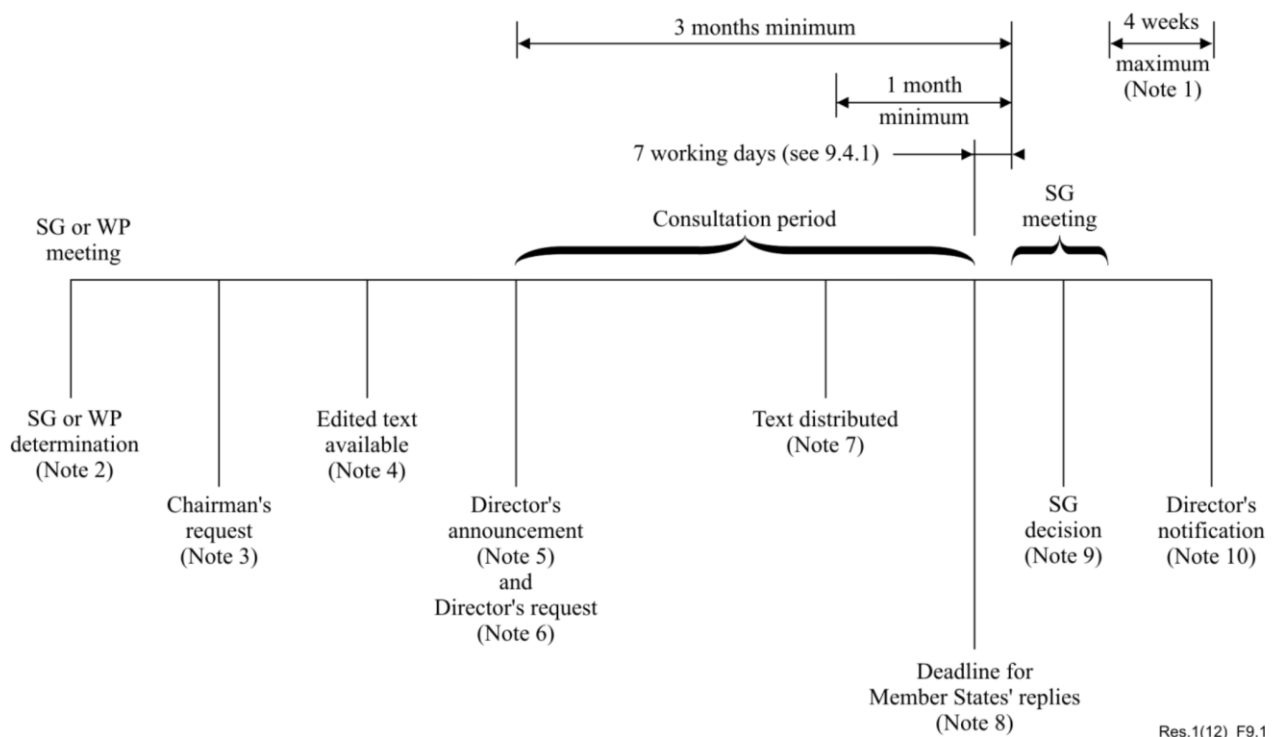 3 months minimum
4 weeks
maximum
(Note 1)
1 month
minimum
7 working days (see 9.4.1)
SG or WP
meeting
Consultation period
SG
meeting
SG or WP
determination
(Note 2)
Chairman's
request
(Note 3)
Edited text
available
(Note 4)
Director's
announcement
(Note 5)
and
Director's request
(Note 6)
Text distributed
(Note 7)
Deadline for
Member States' replies
(Note 8)
SG
decision
(Note 9)
Director's
notification
(Note 10)
Res.1(12)_F9.1